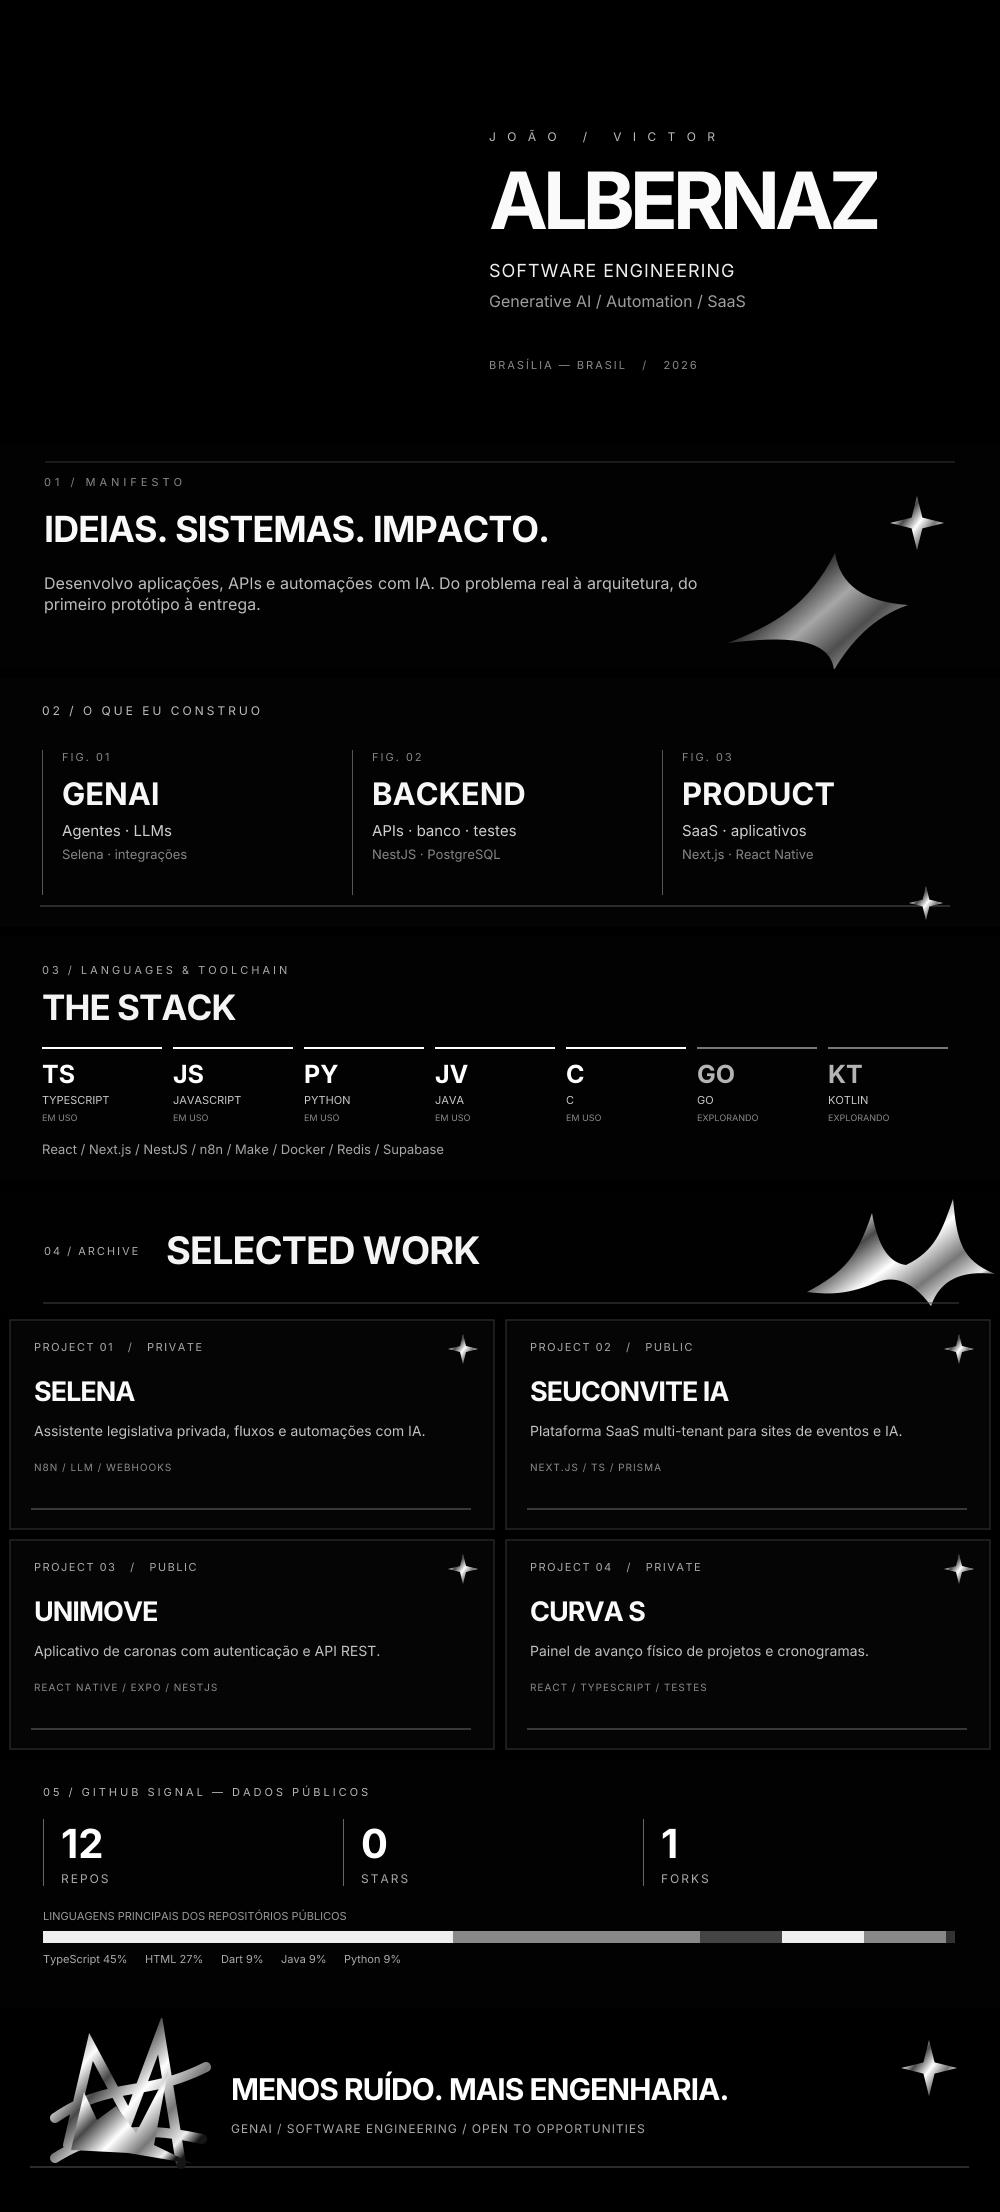 JOÃO / VICTOR
ALBERNAZ
SOFTWARE ENGINEERING
Generative AI / Automation / SaaS
BRASÍLIA — BRASIL / 2026
01 / MANIFESTO
IDEIAS. SISTEMAS. IMPACTO.
Desenvolvo aplicações, APIs e automações com IA. Do problema real à arquitetura, do
primeiro protótipo à entrega.
02 / O QUE EU CONSTRUO
FIG. 01
GENAI
Agentes · LLMs
Selena · integrações
FIG. 02
BACKEND
APIs · banco · testes
NestJS · PostgreSQL
FIG. 03
PRODUCT
SaaS · aplicativos
Next.js · React Native
03 / LANGUAGES & TOOLCHAIN
THE STACK
TS
TYPESCRIPT
EM USO
JS
JAVASCRIPT
EM USO
PY
PYTHON
EM USO
JV
JAVA
EM USO
C
C
EM USO
GO
GO
EXPLORANDO
KT
KOTLIN
EXPLORANDO
React / Next.js / NestJS / n8n / Make / Docker / Redis / Supabase
04 / ARCHIVE
SELECTED WORK
PROJECT 01 / PRIVATE
SELENA
Assistente legislativa privada, fluxos e automações com IA.
N8N / LLM / WEBHOOKS
PROJECT 02 / PUBLIC
SEUCONVITE IA
Plataforma SaaS multi-tenant para sites de eventos e IA.
NEXT.JS / TS / PRISMA
PROJECT 03 / PUBLIC
UNIMOVE
Aplicativo de caronas com autenticação e API REST.
REACT NATIVE / EXPO / NESTJS
PROJECT 04 / PRIVATE
CURVA S
Painel de avanço físico de projetos e cronogramas.
REACT / TYPESCRIPT / TESTES
05 / GITHUB SIGNAL — DADOS PÚBLICOS
12
REPOS
0
STARS
1
FORKS
LINGUAGENS PRINCIPAIS DOS REPOSITÓRIOS PÚBLICOS
TypeScript 45% HTML 27% Dart 9% Java 9% Python 9%
MENOS RUÍDO. MAIS ENGENHARIA.
GENAI / SOFTWARE ENGINEERING / OPEN TO OPPORTUNITIES